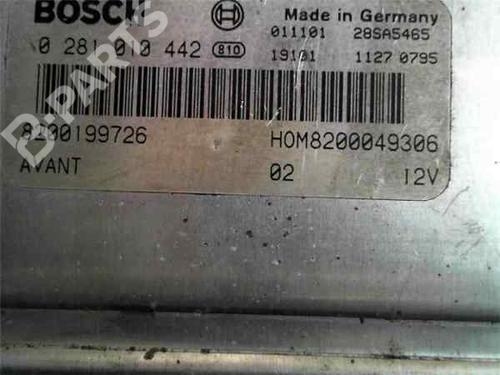 BOSCH
Made in Germany
0 281 010 442 810
011101 28SA5465
19101 1127 0795
8200199726 HOM8200049306
AVANT 02 12V
B-PARTS